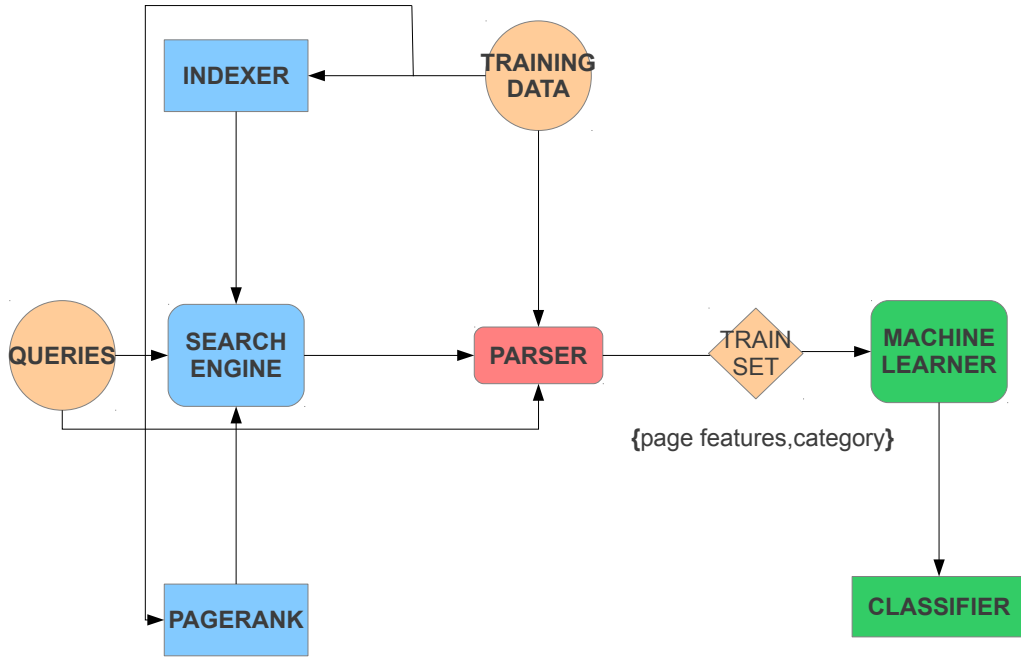 INDEXER
TRAINING
DATA
QUERIES
SEARCH
ENGINE
PARSER
TRAIN
SET
MACHINE
LEARNER
{page features,category}
PAGERANK
CLASSIFIER